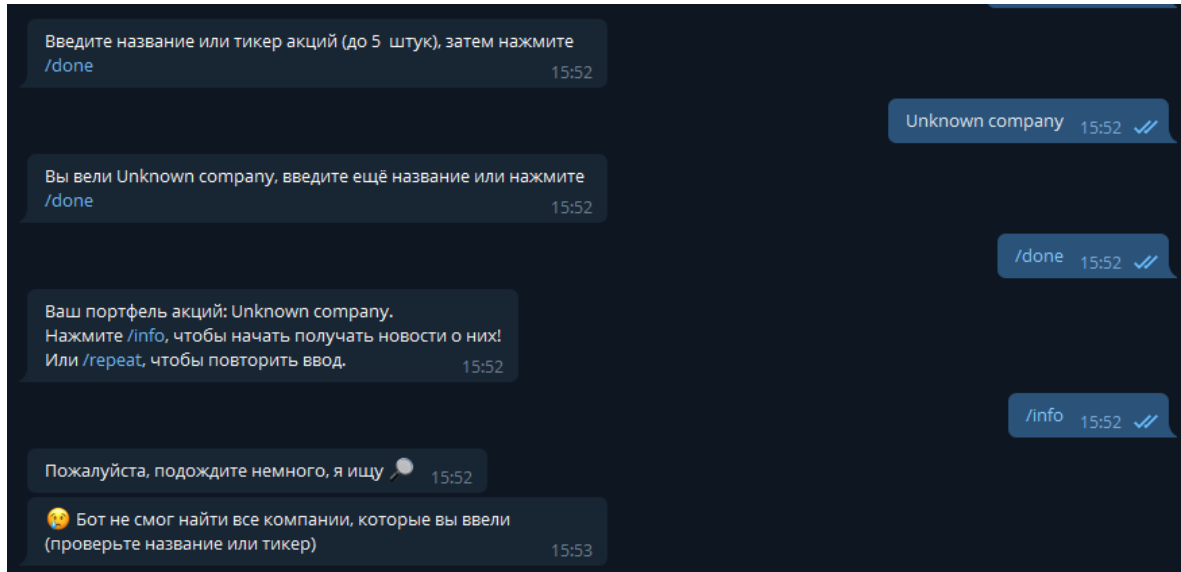 Введите название или тикер акций (до 5 штук), затем нажмите
/done
15:52
Unknown company 15:52
Вы вели Unknown company, введите ещё название или нажмите
/done
15:52
/done 15:52
Ваш портфель акций: Unknown company.
Нажмите /info, чтобы начать получать новости о них!
Или /repeat, чтобы повторить ввод.
15:52
/info 15:52
Пожалуйста, подождите немного, я ищу 🔎 15:52
😢 Бот не смог найти все компании, которые вы ввели
(проверьте название или тикер)
15:53